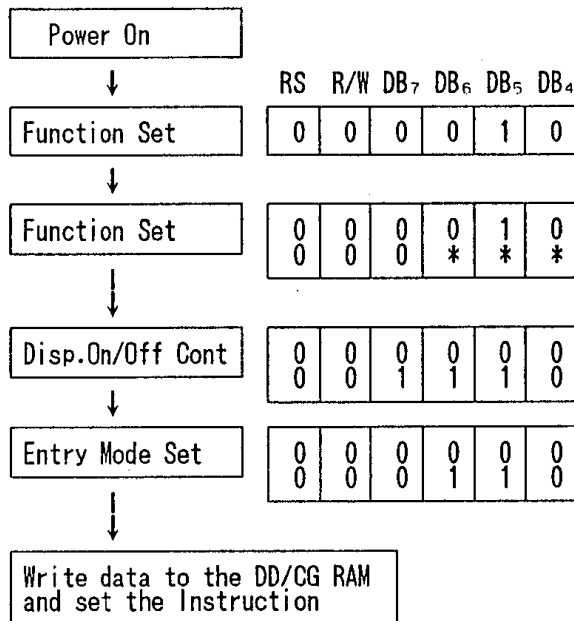 Power On
RS R/W DB₇ DB₆ DB₅ DB₄
Function Set 0 0 0 0 1 0
Function Set 0 0 0 0 1 0
0 0 0 * * *
Disp.On/Off Cont 0 0 0 0 0 0
0 0 1 1 1 0
Entry Mode Set 0 0 0 0 0 0
0 0 0 1 1 0
Write data to the DD/CG RAM
and set the Instruction